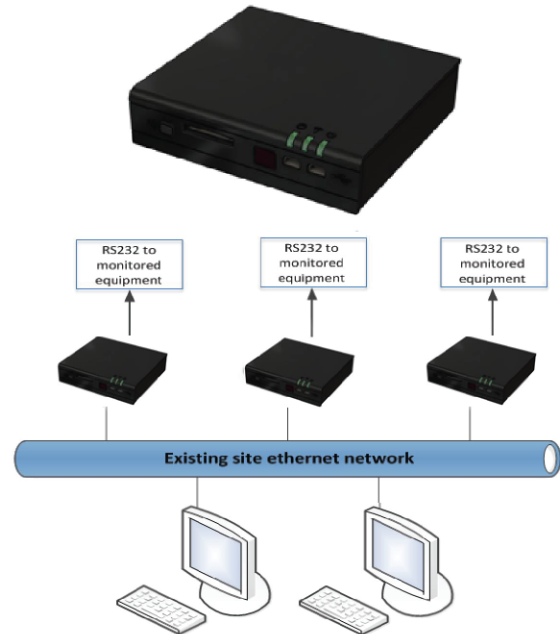 RS232 to
monitored
equipment
RS232 to
monitored
equipment
RS232 to
monitored
equipment
Existing site ethernet network